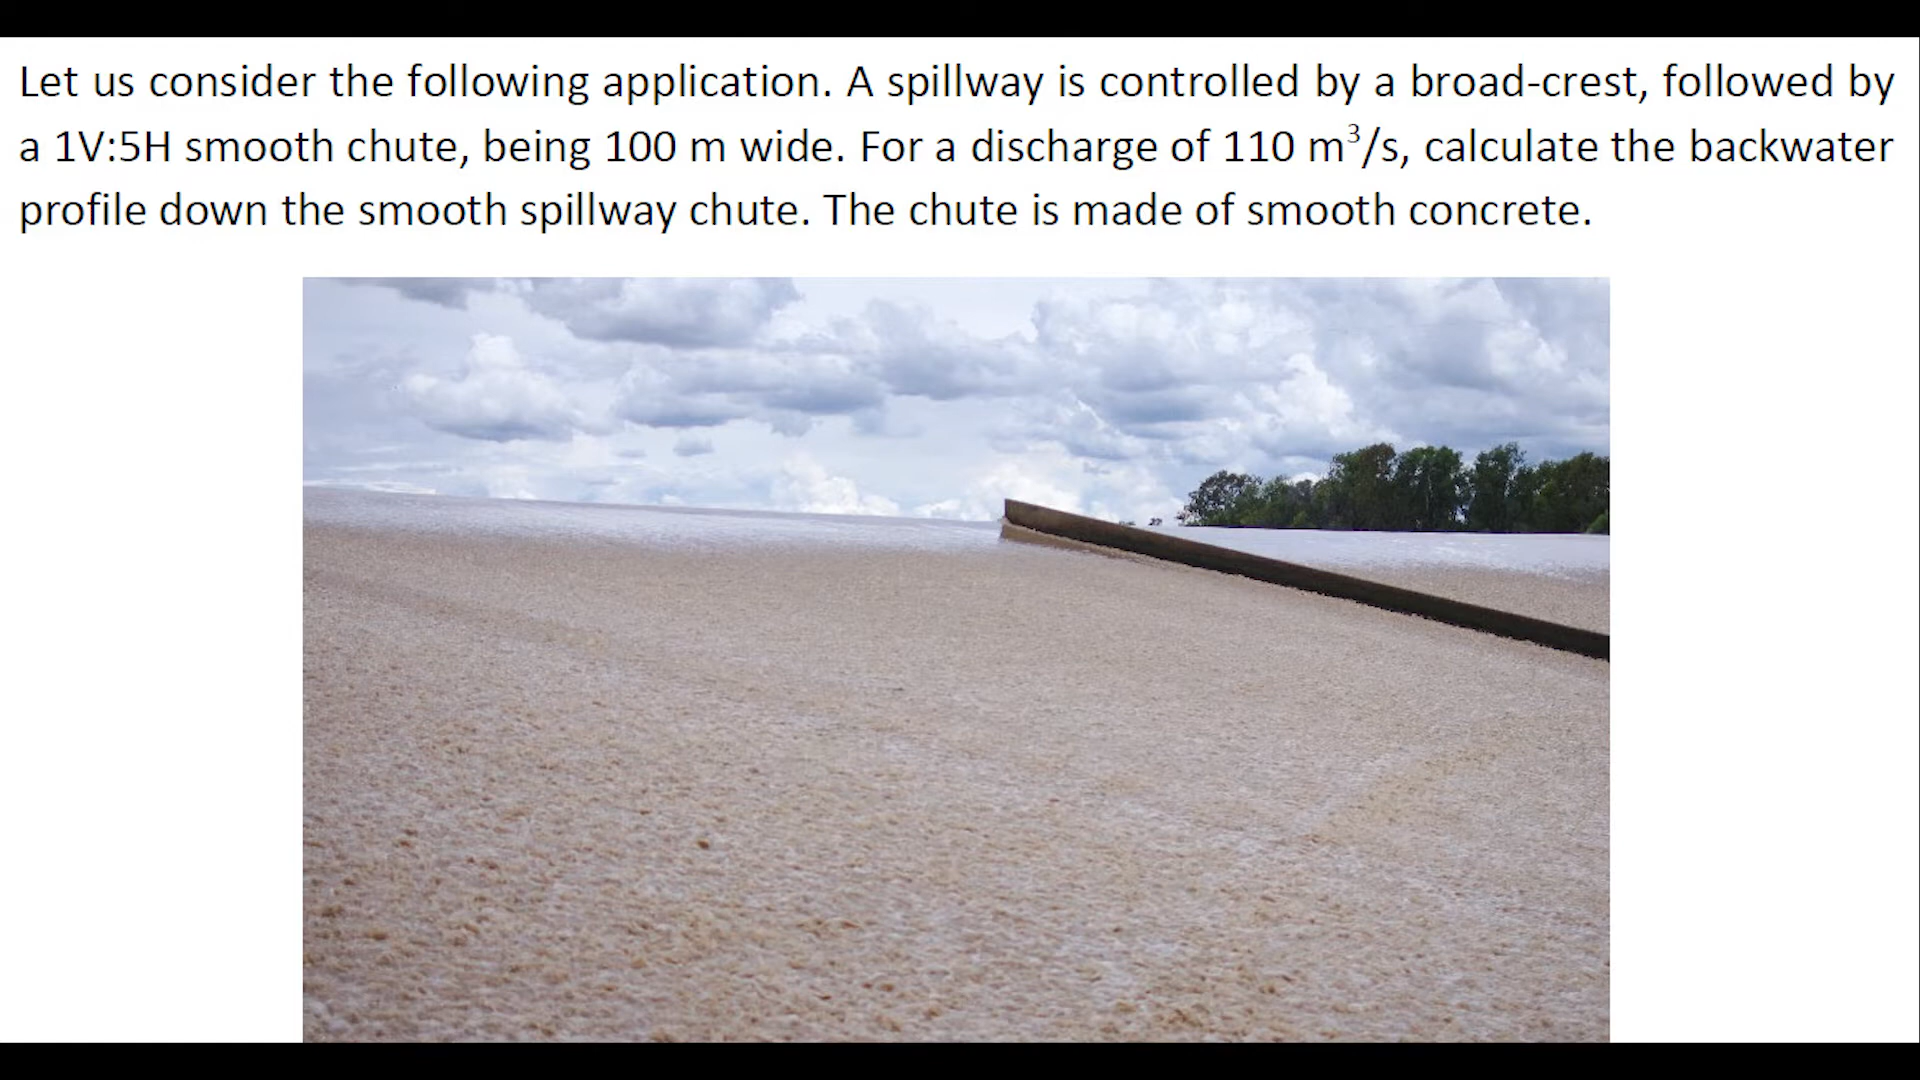 Let us consider the following application. A spillway is controlled by a broad-crest, followed by
a 1V:5H smooth chute, being 100 m wide. For a discharge of 110 m³/s, calculate the backwater
profile down the smooth spillway chute. The chute is made of smooth concrete.